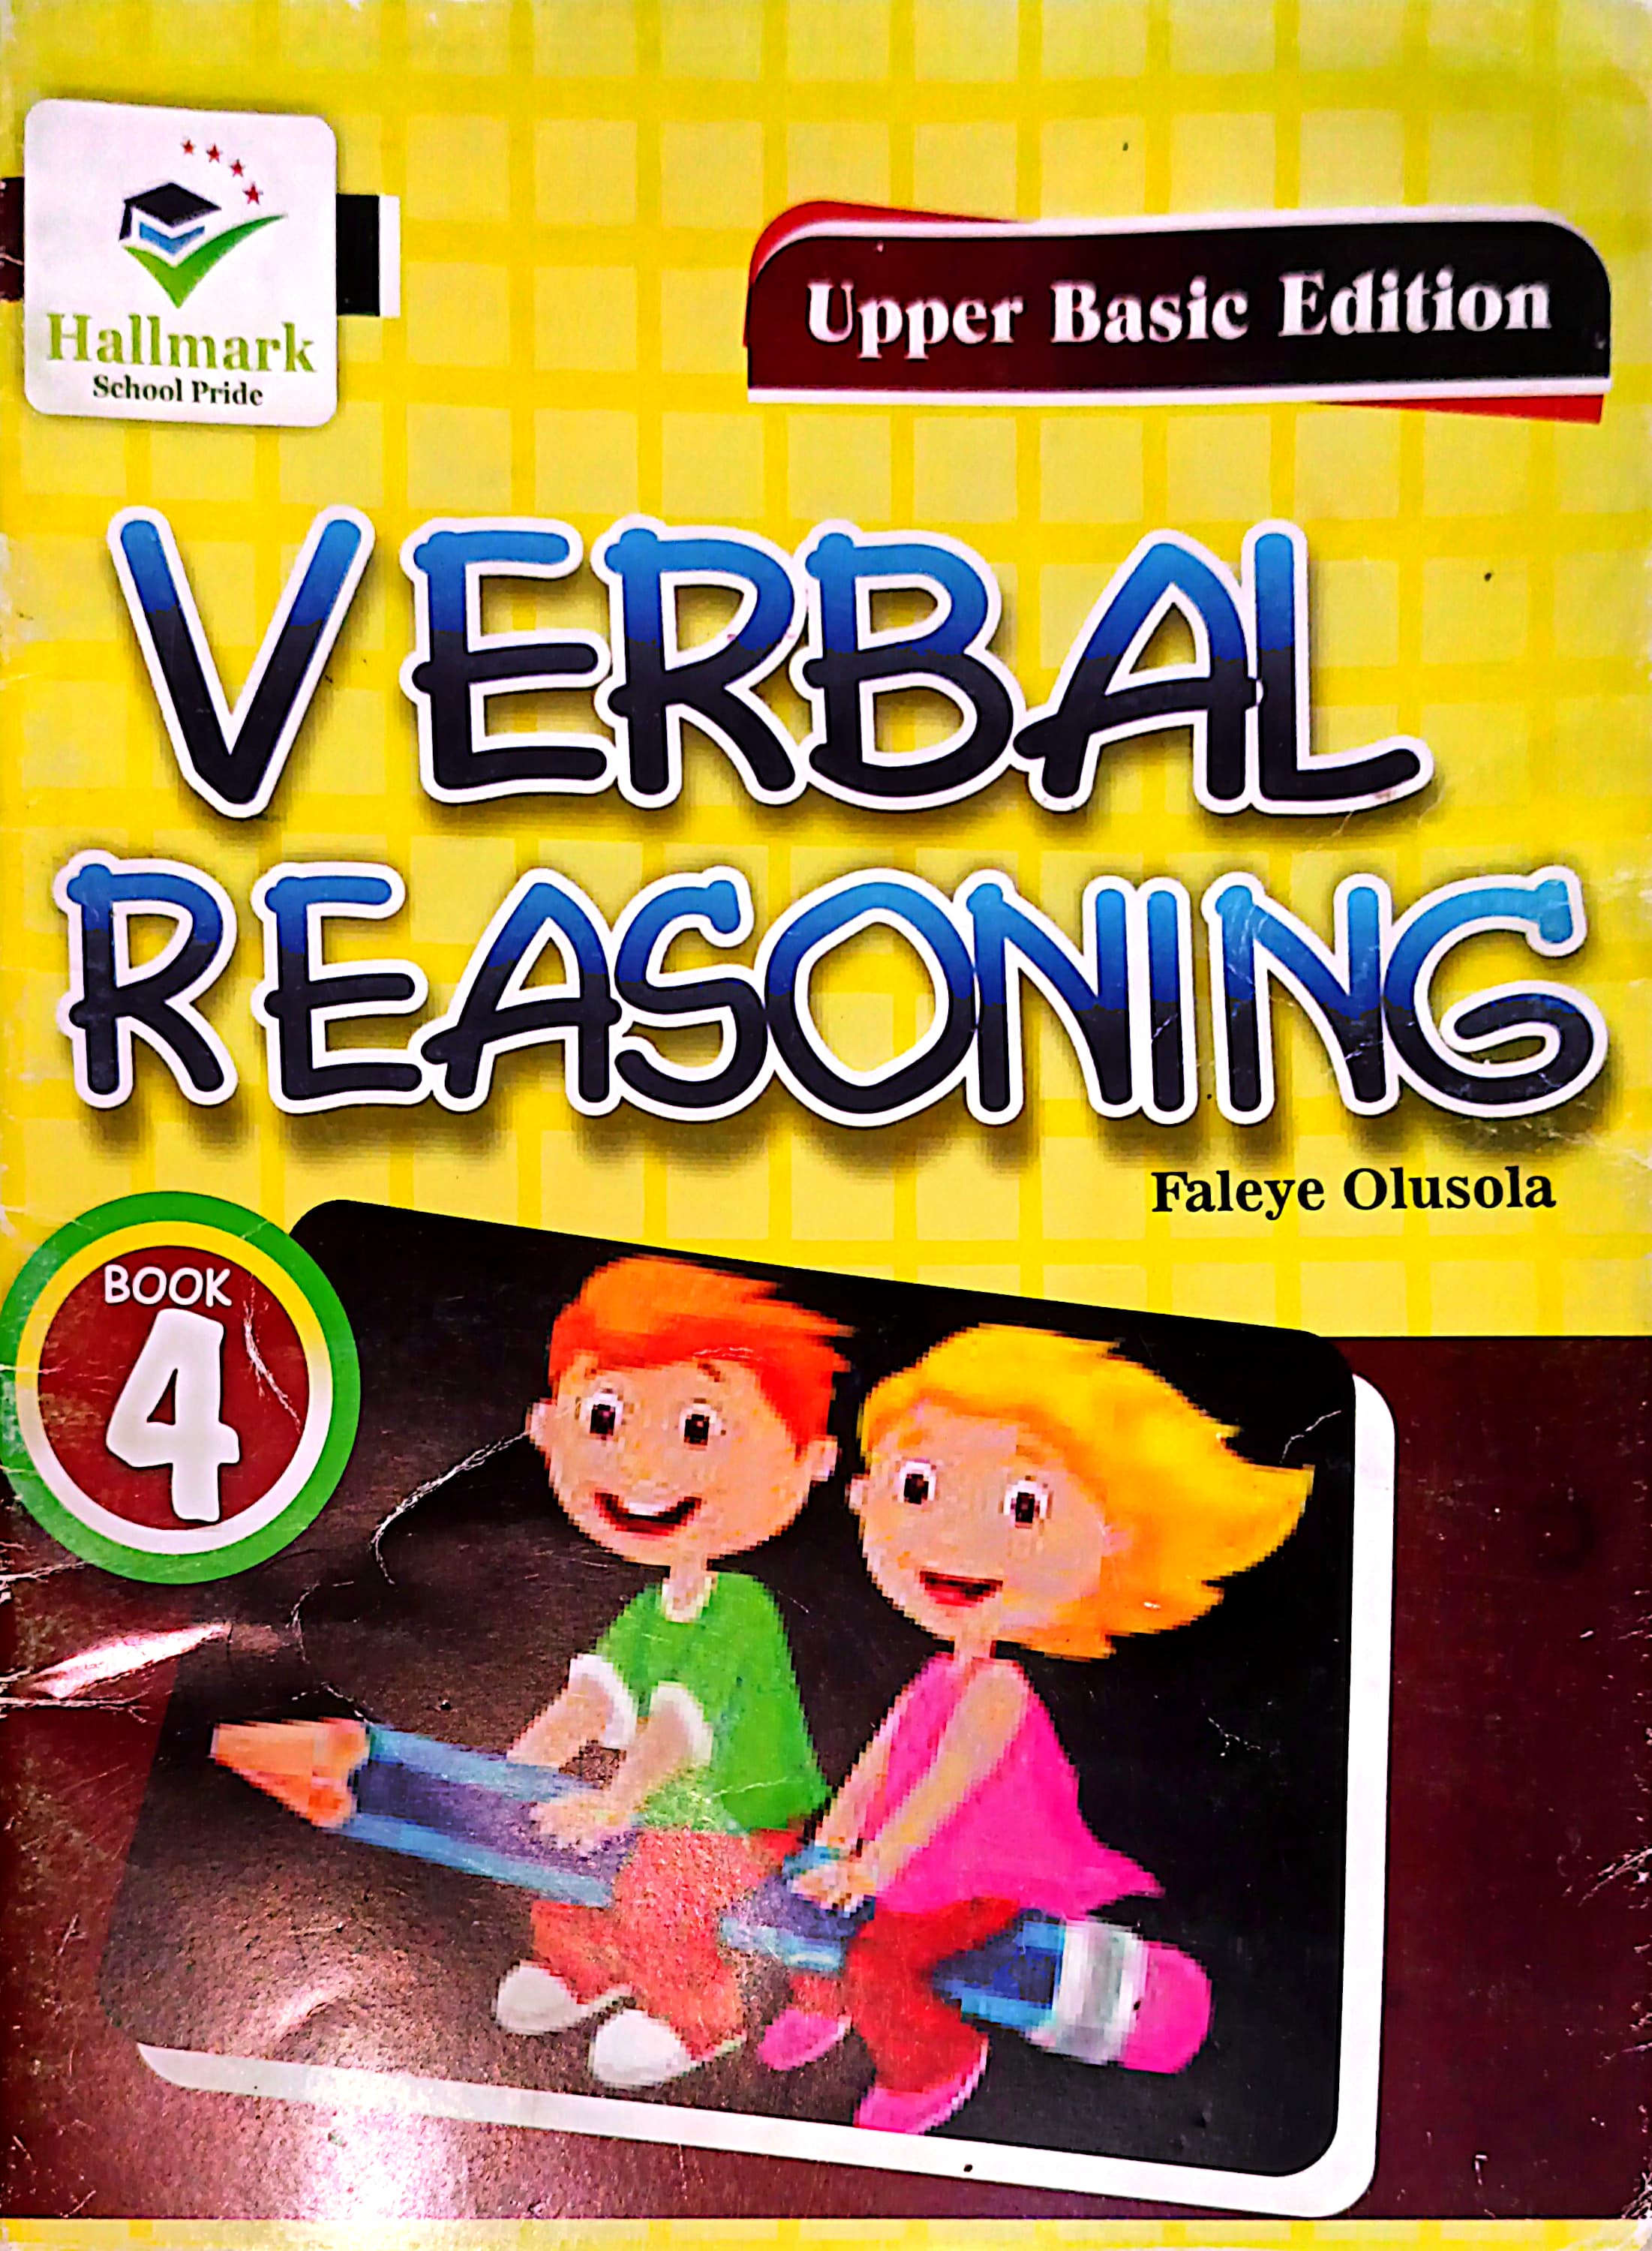 Hallmark
School Pride
Upper Basic Edition
VERBAL
REASONING
Faleye Olusola
BOOK
4